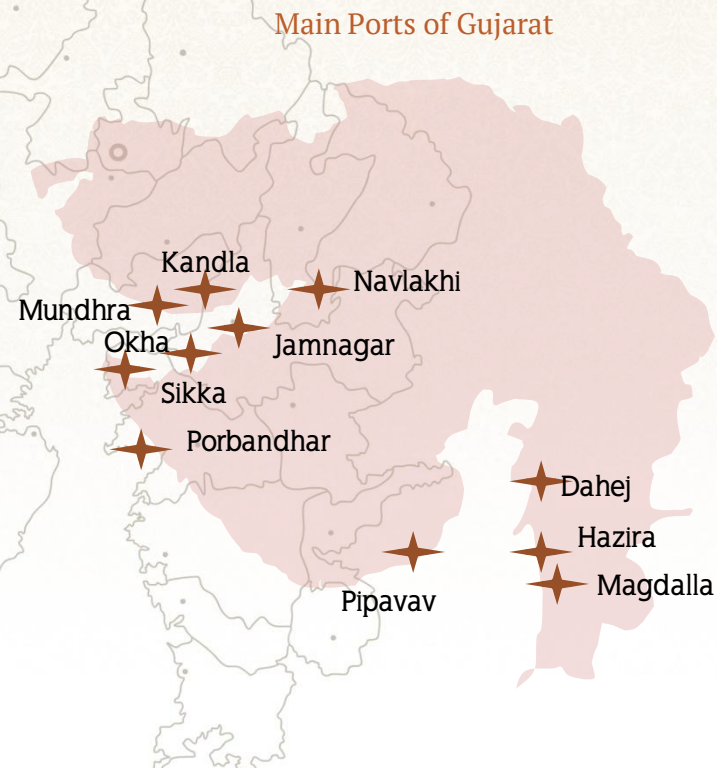 Main Ports of Gujarat
Kandla
Navlakhi
Mundhra
Okha
Jamnagar
Sikka
Porbandhar
Dahej
Hazira
Magdalla
Pipavav